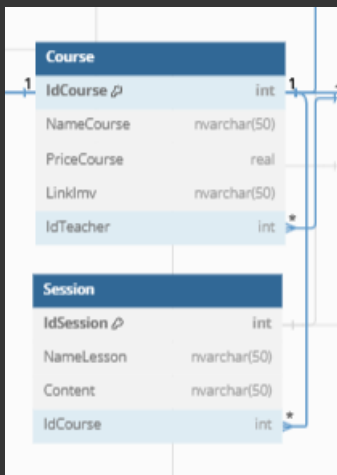 Course
1 IdCourse int 1
NameCourse nvarchar(50)
PriceCourse real
LinkImv nvarchar(50)
IdTeacher int *
Session
IdSession int
NameLesson nvarchar(50)
Content nvarchar(50)
IdCourse int *